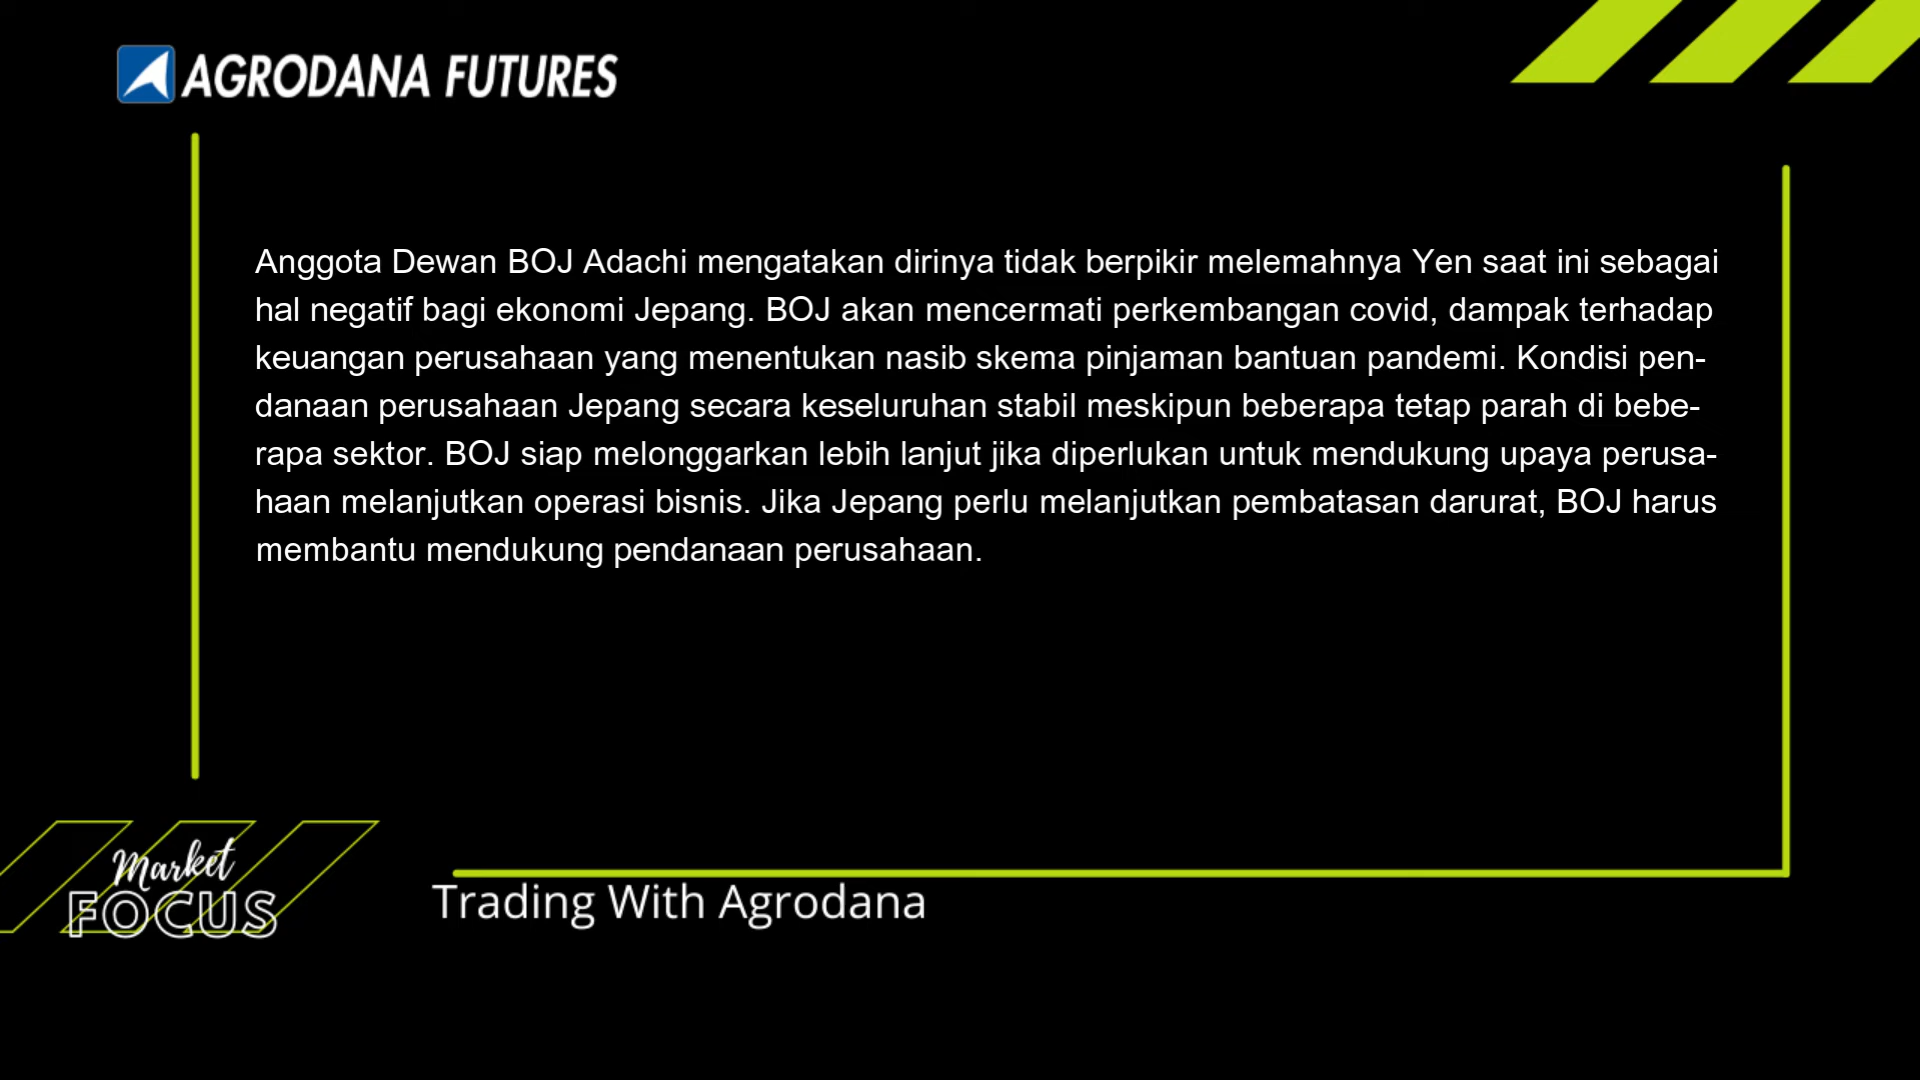 AGRODANA FUTURES
Anggota Dewan BOJ Adachi mengatakan dirinya tidak berpikir melemahnya Yen saat ini sebagai
hal negatif bagi ekonomi Jepang. BOJ akan mencermati perkembangan covid, dampak terhadap
keuangan perusahaan yang menentukan nasib skema pinjaman bantuan pandemi. Kondisi pen-
danaan perusahaan Jepang secara keseluruhan stabil meskipun beberapa tetap parah di bebe-
rapa sektor. BOJ siap melonggarkan lebih lanjut jika diperlukan untuk mendukung upaya perusa-
haan melanjutkan operasi bisnis. Jika Jepang perlu melanjutkan pembatasan darurat, BOJ harus
membantu mendukung pendanaan perusahaan.
Market
FOCUS
Trading With Agrodana